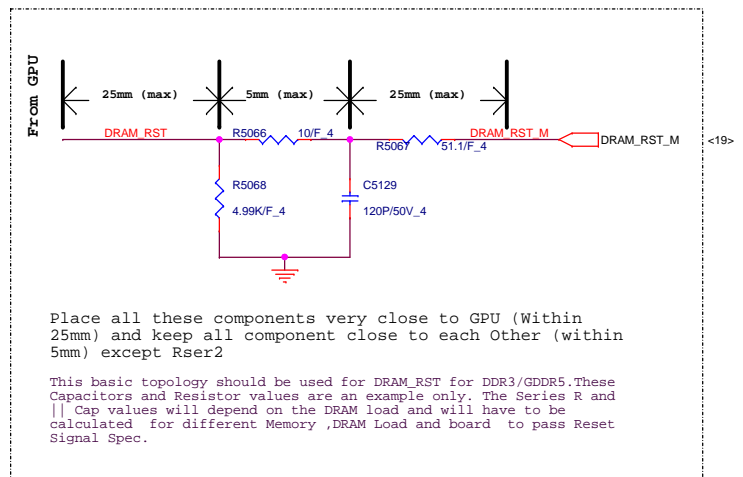 From GPU
25mm (max)
5mm (max)
25mm (max)
DRAM_RST
R5066
10/F_4
R5067
51.1/F_4
DRAM_RST_M
DRAM_RST_M
<19>
R5068
4.99K/F_4
C5129
120P/50V_4
Place all these components very close to GPU (Within
25mm) and keep all component close to each Other (within
5mm) except Rser2
This basic topology should be used for DRAM_RST for DDR3/GDDR5.These
Capacitors and Resistor values are an example only. The Series R and
|| Cap values will depend on the DRAM load and will have to be
calculated  for different Memory ,DRAM Load and board  to pass Reset
Signal Spec.